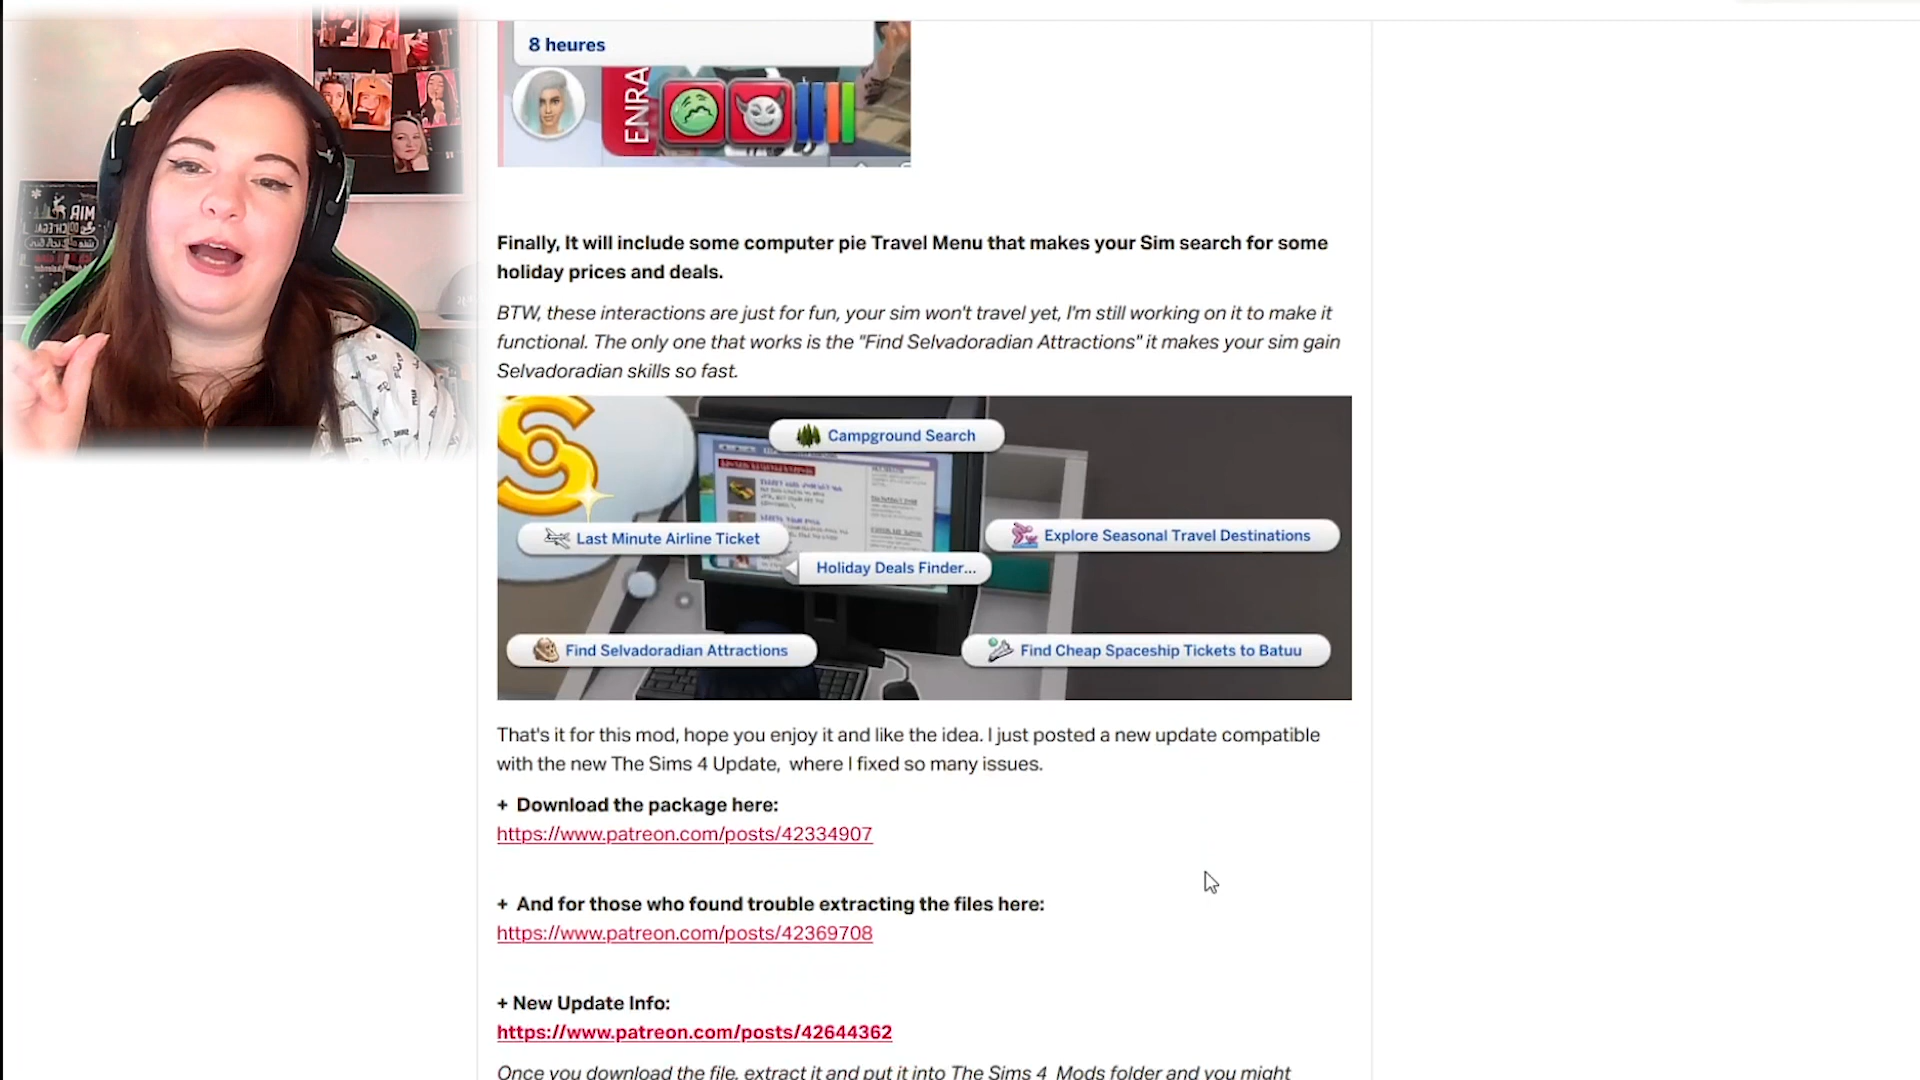 8 heures
ENRA
Finally, It will include some computer pie Travel Menu that makes your Sim search for some
holiday prices and deals.
BTW, these interactions are just for fun, your sim won't travel yet, I'm still working on it to make it
functional. The only one that works is the "Find Selvadoradian Attractions" it makes your sim gain
Selvadoradian skills so fast.
Campground Search
Last Minute Airline Ticket
Explore Seasonal Travel Destinations
Holiday Deals Finder...
Find Selvadoradian Attractions
Find Cheap Spaceship Tickets to Batuu
That's it for this mod, hope you enjoy it and like the idea. I just posted a new update compatible
with the new The Sims 4 Update,  where I fixed so many issues.
+ Download the package here:
https://www.patreon.com/posts/42334907
+ And for those who found trouble extracting the files here:
https://www.patreon.com/posts/42369708
+ New Update Info:
https://www.patreon.com/posts/42644362
Once you download the file, extract it and put it into The Sims 4 Mods folder and you might